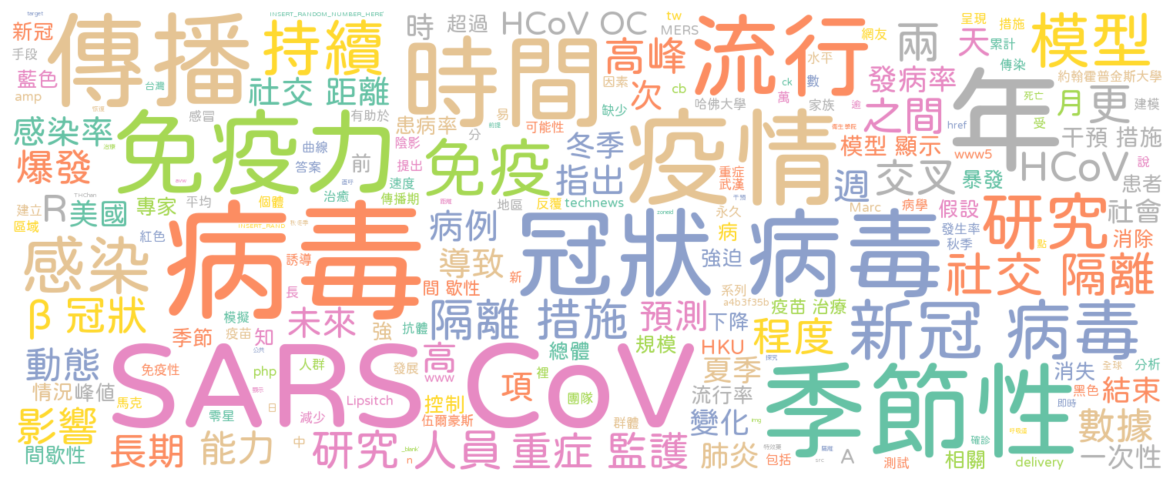 target
INSERT_RANDOM_NUMBER_HERE
新冠
傳播
持續
時
超過
HCoV OC
tw
MERS
流行
網友
兩
呈現
措施
天
累計
模型
手段
藍色
amp
台灣
社交 距離
時間
高峰
因素
次
cb
缺少
水平
ck
數
萬
發病率
傳染
約翰霍普金斯大學
哈佛大學
家族
逾
之間
年
死亡
受
月
更
建模
感染率
感冒
有助於
患病率
分
易
可能性
衛生學院
href
干預 措施
爆發
免疫力
曲線
答案
前
陰影
提出
免疫
冬季
疫情
模型 顯示
www5
HCoV
說
患者
治癒
速度
傳播期
指出
重症
武漢
週
交叉
暴發
建立
區域
R
美國
專家
平均
個體
地區
反覆
technews
永久
Marc
病學
假設
社會
紅色
INSERT_RAND
病毒
病例
冠狀 病毒
病
發生率
秋季
點
研究
消除
感染
誘導
長
導致
新
強迫
社交 隔離
間 歇性
系列
a4b3f35b
疫苗 治療
β 冠狀
模擬
季節
疫苗
知
未來
強
抗體
隔離 措施
預測
下降
程度
新冠 病毒
動態
免疫性
SARS CoV
高
總體
規模
HKU
情況
峰值
php
人群
發展
www
項
裡
夏季
消失
全球
分析
馬克
Lipsitch
團隊
流行率
季節性
黑色
結束
即時
影響
零星
日
減少
控制
伍爾豪斯
群體
變化
數據
間歇性
長期
能力
中
n
研究 人員
重症 監護
肺炎
包括
A
測試
相關
確診
delivery
一次性